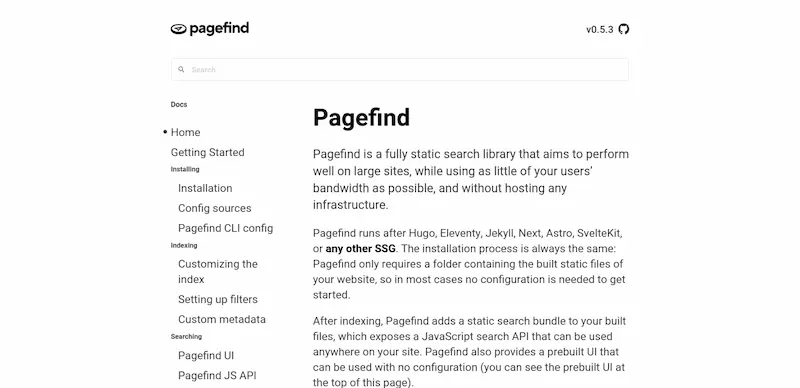 pagefind
v0.5.3
Search
Docs
Home
Getting Started
Installing
Installation
Config sources
Pagefind CLI config
Indexing
Customizing the
index
Setting up filters
Custom metadata
Searching
Pagefind UI
Pagefind JS API
Pagefind
Pagefind is a fully static search library that aims to perform
well on large sites, while using as little of your users'
bandwidth as possible, and without hosting any
infrastructure.
Pagefind runs after Hugo, Eleventy, Jekyll, Next, Astro, SvelteKit,
or any other SSG. The installation process is always the same:
Pagefind only requires a folder containing the built static files of
your website, so in most cases no configuration is needed to get
started.
After indexing, Pagefind adds a static search bundle to your built
files, which exposes a JavaScript search API that can be used
anywhere on your site. Pagefind also provides a prebuilt UI that
can be used with no configuration (you can see the prebuilt UI at
the top of this page).